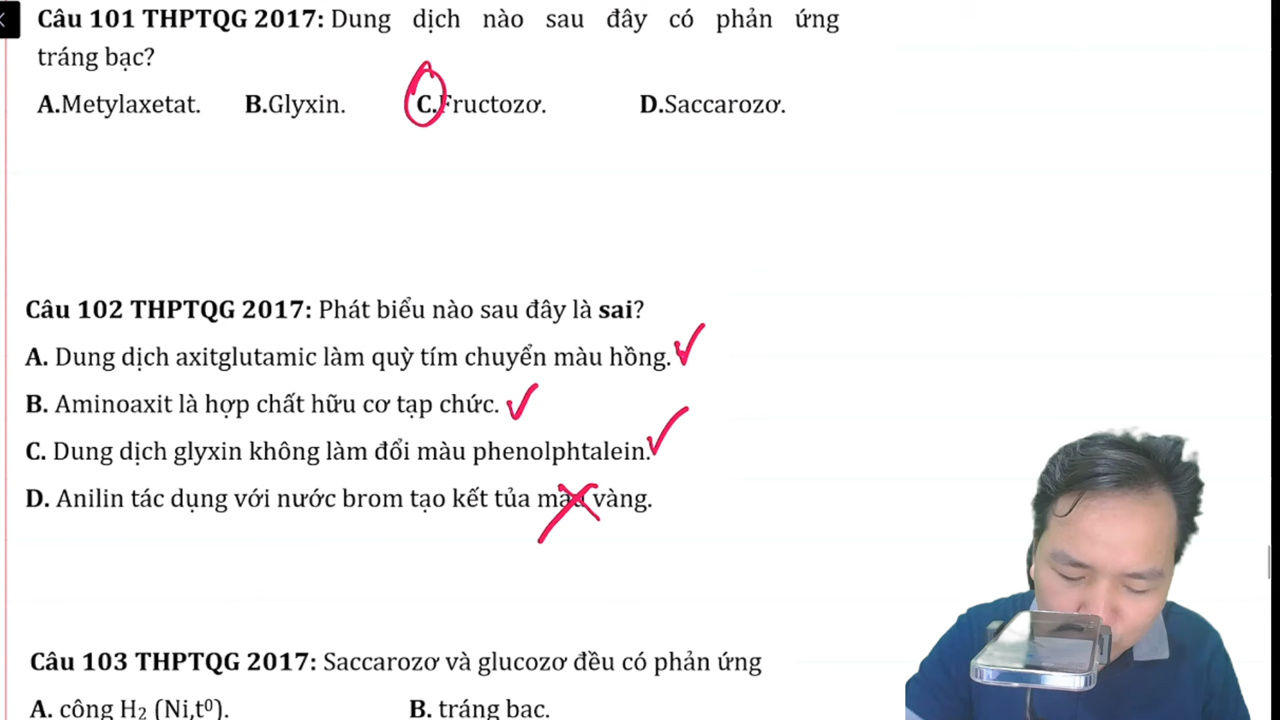 Câu 101 THPTQG 2017: Dung dịch nào sau đây có phản ứng
tráng bạc?
A.Metylaxetat. B.Glyxin. C.Fructozơ. D.Saccarozơ.
Câu 102 THPTQG 2017: Phát biểu nào sau đây là sai?
A. Dung dịch axitglutamic làm quỳ tím chuyển màu hồng.
B. Aminoaxit là hợp chất hữu cơ tạp chức.
C. Dung dịch glyxin không làm đổi màu phenolphtalein.
D. Anilin tác dụng với nước brom tạo kết tủa màu vàng.
Câu 103 THPTQG 2017: Saccarozơ và glucozơ đều có phản ứng
A. cộng H₂ (Ni,t⁰). B. tráng bạc.